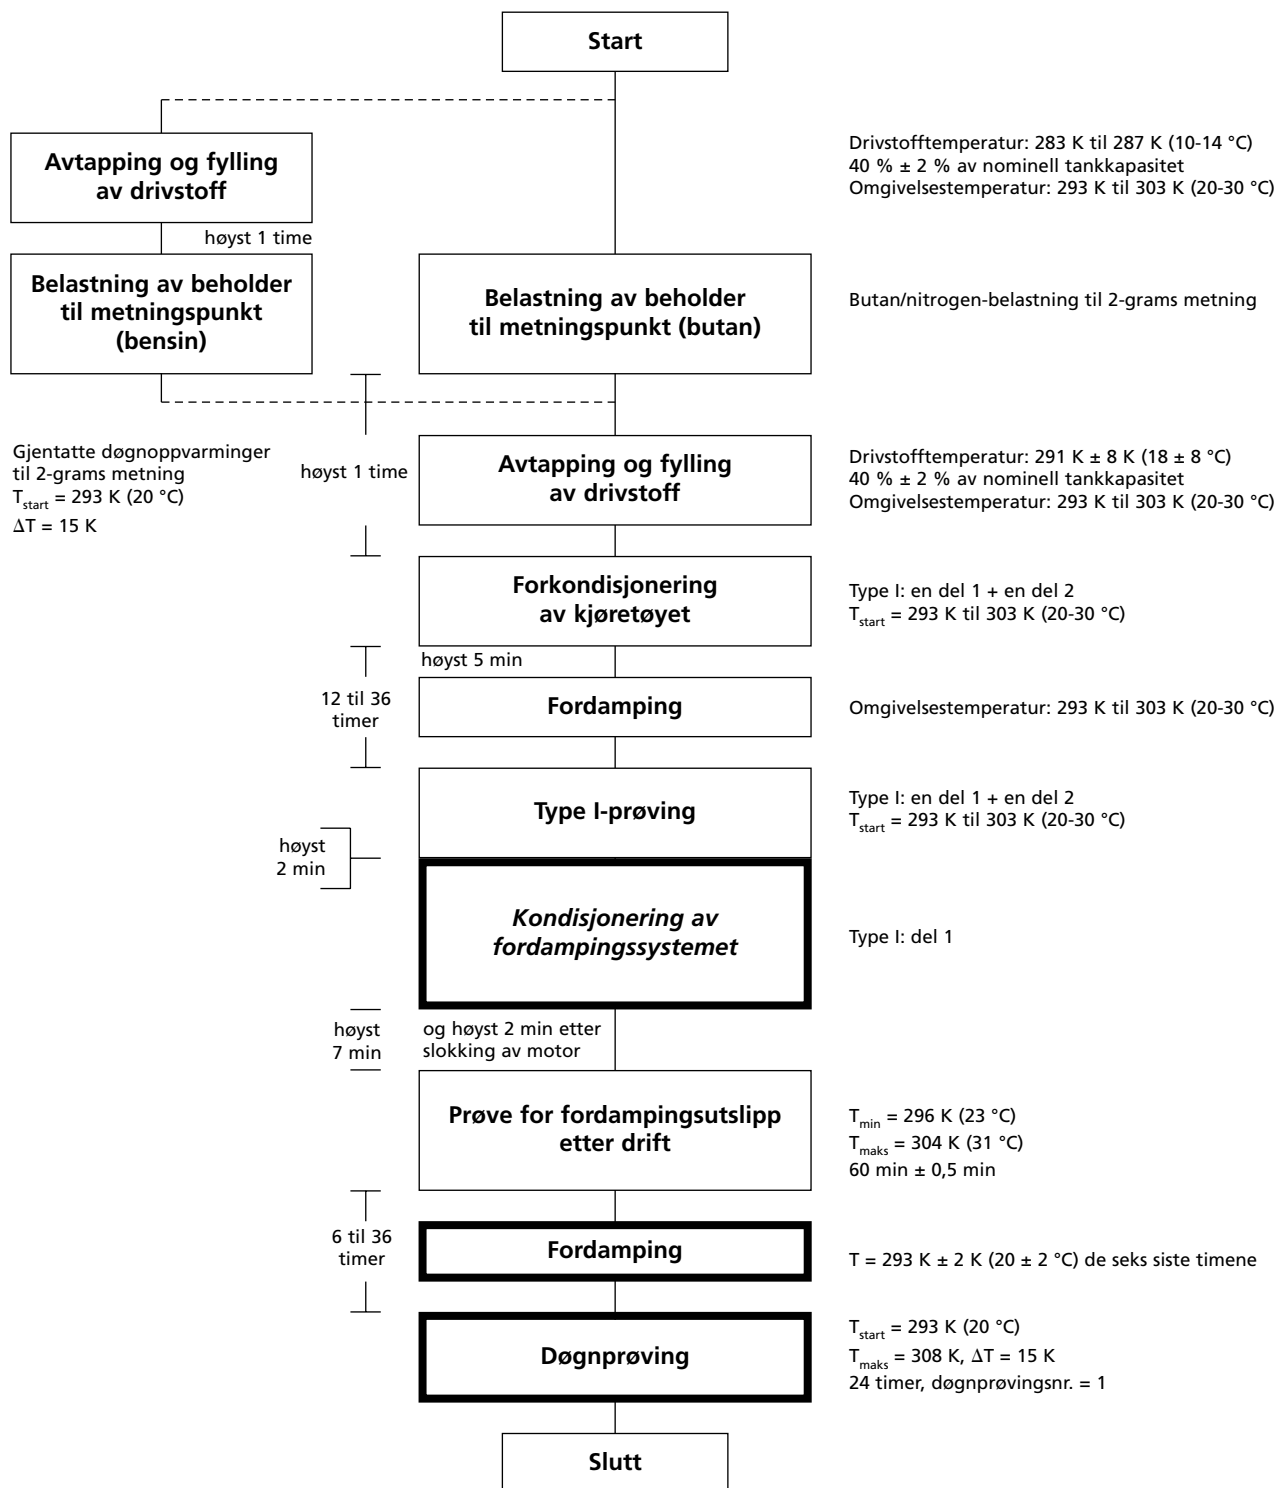 Start
Avtapping og fylling
av drivstoff
Drivstofftemperatur: 283 K til 287 K (10-14 °C)
40 % ± 2 % av nominell tankkapasitet
Omgivelsestemperatur: 293 K til 303 K (20-30 °C)
høyst 1 time
Belastning av beholder
til metningspunkt
(bensin)
Belastning av beholder
til metningspunkt (butan)
Butan/nitrogen-belastning til 2-grams metning
Gjentatte døgnoppvarminger
til 2-grams metning
T_start = 293 K (20 °C)
ΔT = 15 K
høyst 1 time
Avtapping og fylling
av drivstoff
Drivstofftemperatur: 291 K ± 8 K (18 ± 8 °C)
40 % ± 2 % av nominell tankkapasitet
Omgivelsestemperatur: 293 K til 303 K (20-30 °C)
Forkondisjonering
av kjøretøyet
Type I: en del 1 + en del 2
T_start = 293 K til 303 K (20-30 °C)
høyst 5 min
12 til 36
timer
Fordamping
Omgivelsestemperatur: 293 K til 303 K (20-30 °C)
Type I-prøving
Type I: en del 1 + en del 2
T_start = 293 K til 303 K (20-30 °C)
høyst
2 min
Kondisjonering av
fordampingssystemet
Type I: del 1
høyst
7 min
og høyst 2 min etter
slokking av motor
Prøve for fordampingsutslipp
etter drift
T_min = 296 K (23 °C)
T_maks = 304 K (31 °C)
60 min ± 0,5 min
6 til 36
timer
Fordamping
T = 293 K ± 2 K (20 ± 2 °C) de seks siste timene
Døgnprøving
T_start = 293 K (20 °C)
T_maks = 308 K, ΔT = 15 K
24 timer, døgnprøvingsnr. = 1
Slutt